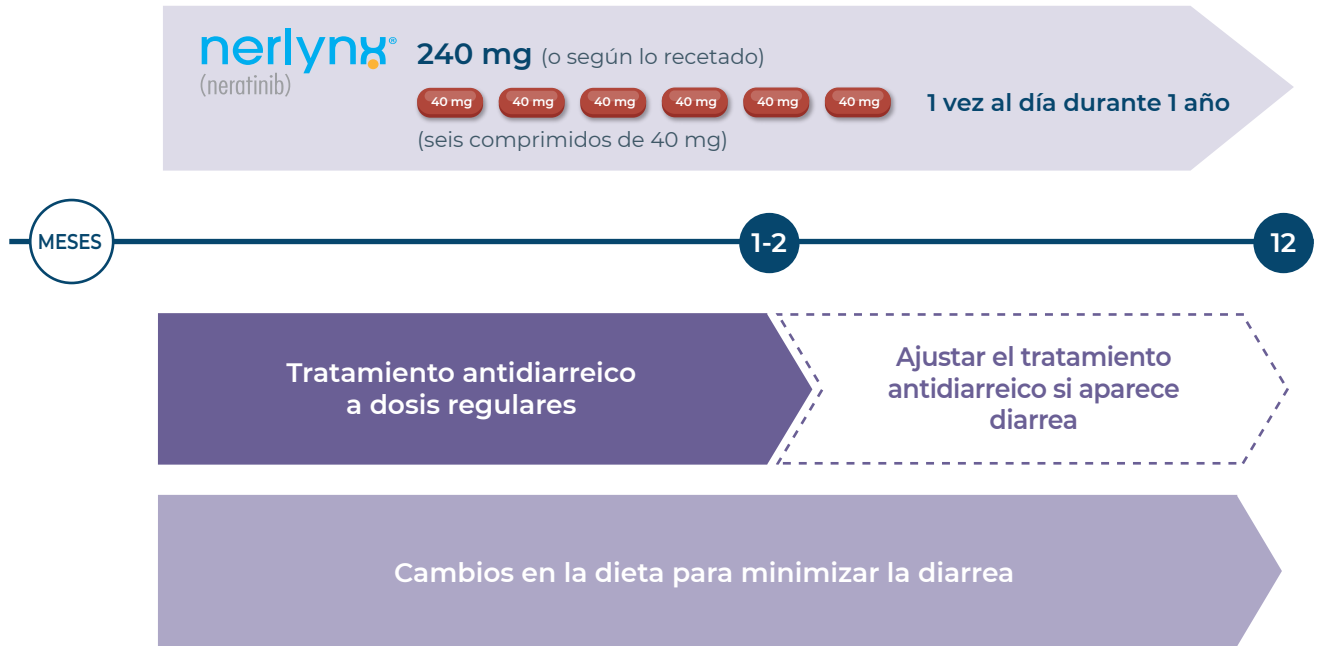 nerlynx®
(neratinib)
240 mg (o según lo recetado)
40 mg 40 mg 40 mg 40 mg 40 mg 40 mg
(seis comprimidos de 40 mg)
1 vez al día durante 1 año
MESES
1-2
12
Tratamiento antidiarreico
a dosis regulares
Ajustar el tratamiento
antidiarreico si aparece
diarrea
Cambios en la dieta para minimizar la diarrea